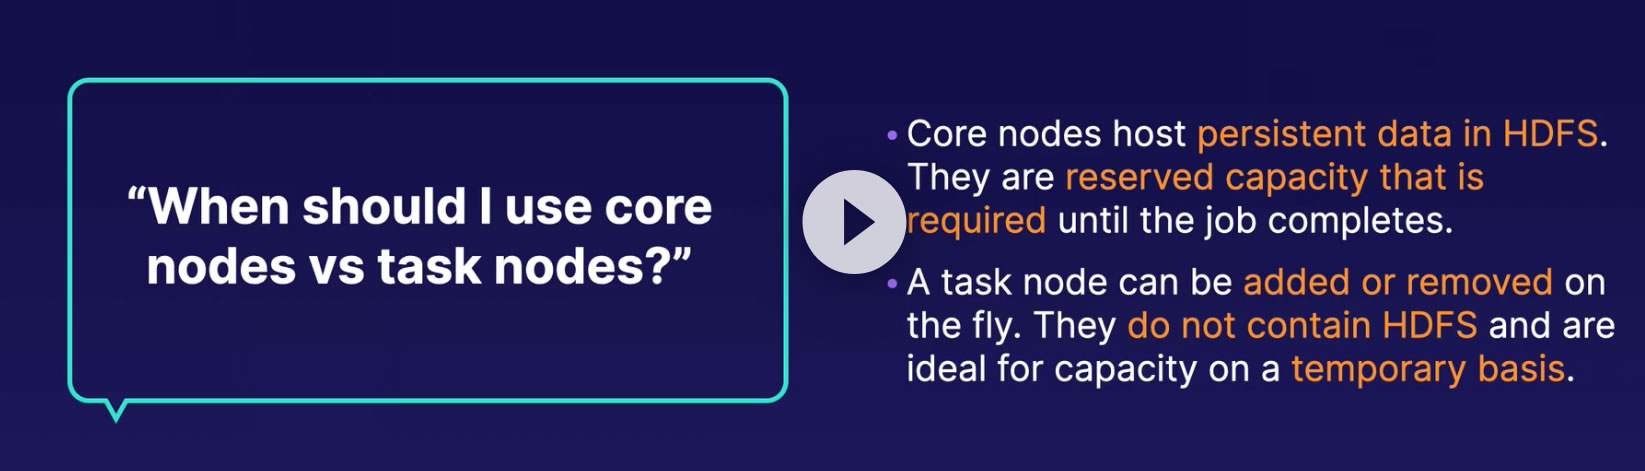 “When should I use core
nodes vs task nodes?”
• Core nodes host persistent data in HDFS.
They are reserved capacity that is
required until the job completes.
• A task node can be added or removed on
the fly. They do not contain HDFS and are
ideal for capacity on a temporary basis.